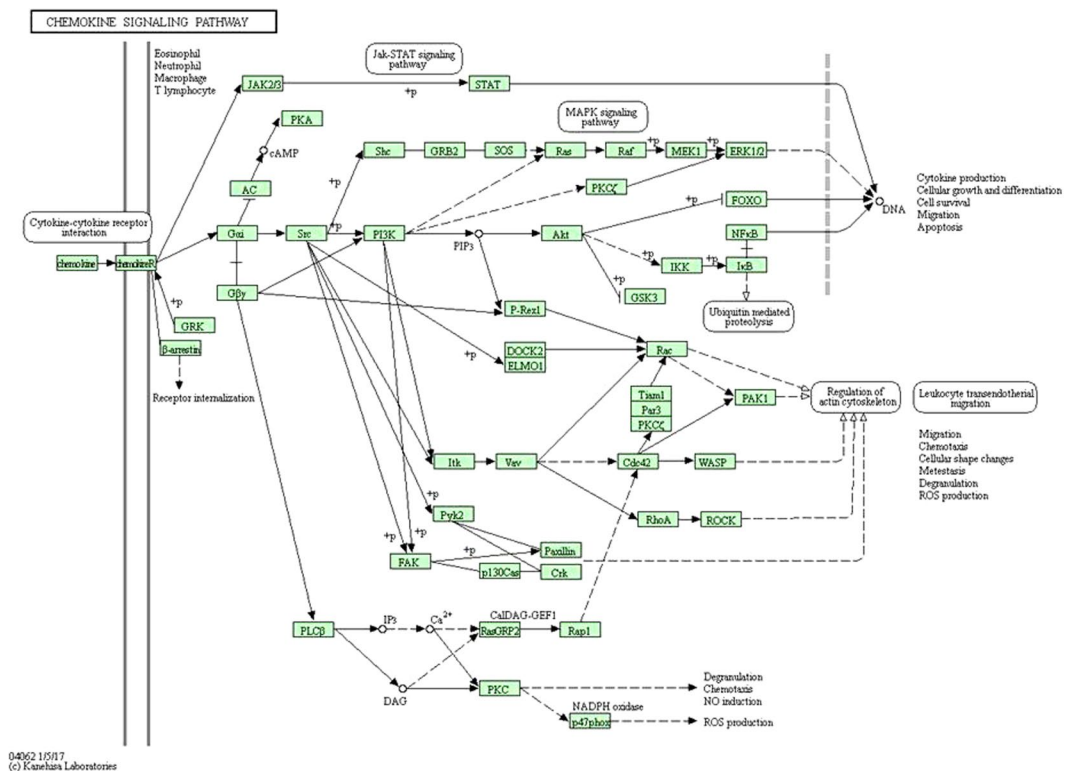 CHEMOKINE SIGNALING PATHWAY
Eosinophil
Neutrophil
Macrophage
T lymphocyte
Jak-STAT signaling
pathway
JAK2/3
+p
STAT
PKA
cAMP
AC
MAPK signaling
pathway
+p
Shc
GRB2
SOS
Ras
Raf
+p
MEK1
+p
ERK1/2
PKCζ
Cytokine production
Cellular growth and differentiation
Cell survival
Migration
Apoptosis
Cytokine-cytokine receptor
interaction
chemokine
chemokineR
Gαi
Src
+p
PI3K
PIP3
Akt
+p
FOXO
DNA
NFκB
+p
IKK
+p
IκB
GSK3
Ubiquitin mediated
proteolysis
Gβγ
+p
GRK
β-arrestin
Receptor internalization
P-Rex1
+p
DOCK2
ELMO1
Rac
Tiam1
Par3
PKCζ
PAK1
Regulation of
actin cytoskeleton
Leukocyte transendotherial
migration
Migration
Chemotaxis
Cellular shape changes
Metestasis
Degranulation
ROS production
Itk
Vav
Cdc42
WASP
+p
Pyk2
RhoA
ROCK
+p
+p
FAK
+p
Paxillin
p130Cas
Crk
PLCβ
IP3
Ca2+
CalDAG-GEF1
RasGRP2
Rap1
DAG
PKC
Degranulation
Chemotaxis
NO induction
NADPH oxidase
p47phox
ROS production
04062 1/5/17
(c) Kanehisa Laboratories